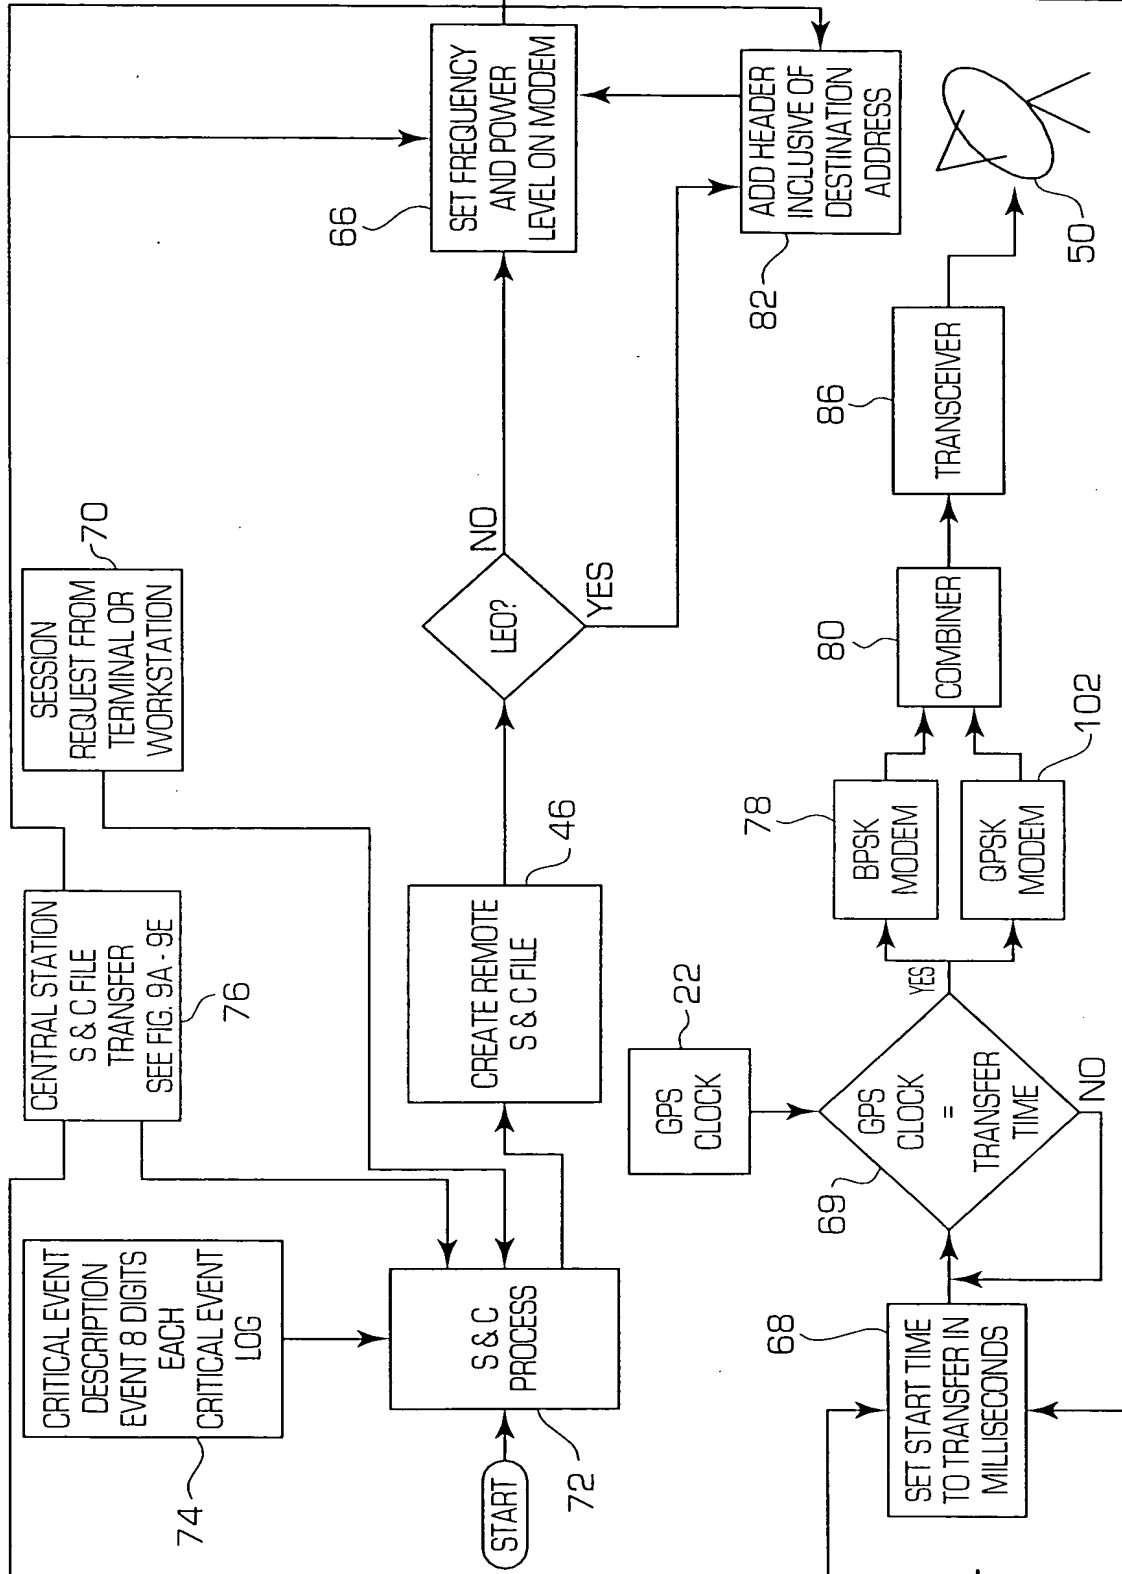 CRITICAL EVENT
DESCRIPTION
EVENT 8 DIGITS
EACH
CRITICAL EVENT
LOG
74
CENTRAL STATION
S & C FILE
TRANSFER
SEE FIG. 9A - 9E
76
SESSION
REQUEST FROM
TERMINAL OR
WORKSTATION
70
START
S & C
PROCESS
72
CREATE REMOTE
S & C FILE
46
LEO?
NO
YES
SET FREQUENCY
AND POWER
LEVEL ON MODEM
66
ADD HEADER
INCLUSIVE OF
DESTINATION
ADDRESS
82
GPS
CLOCK
22
SET START TIME
TO TRANSFER IN
MILLISECONDS
68
GPS
CLOCK
=
TRANSFER
TIME
69
YES
NO
BPSK
MODEM
78
QPSK
MODEM
102
COMBINER
80
TRANSCEIVER
86
50